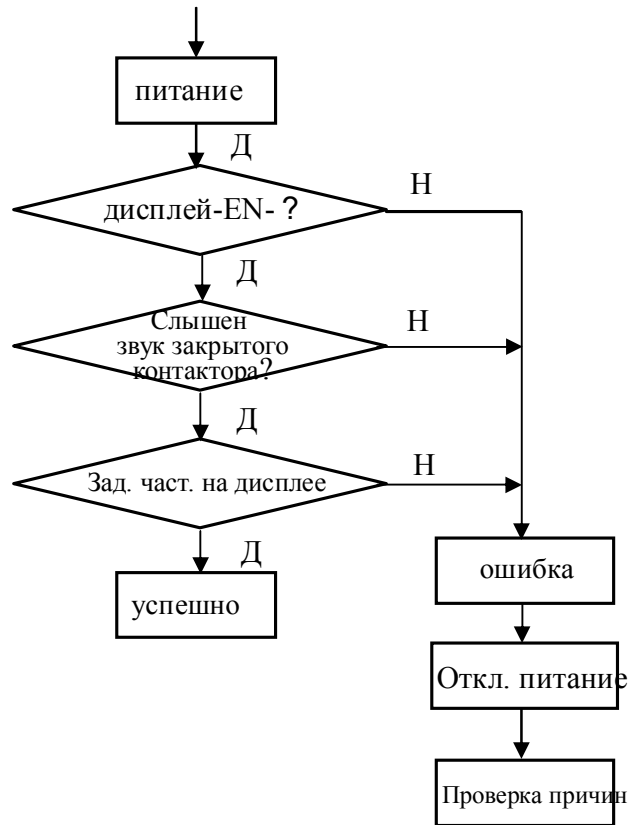 питание
Д
Н
дисплей-EN- ?
Д
Слышен
звук закрытого
контактора?
Н
Д
Зад. част. на дисплее
Н
Д
успешно
ошибка
Откл. питание
Проверка причин